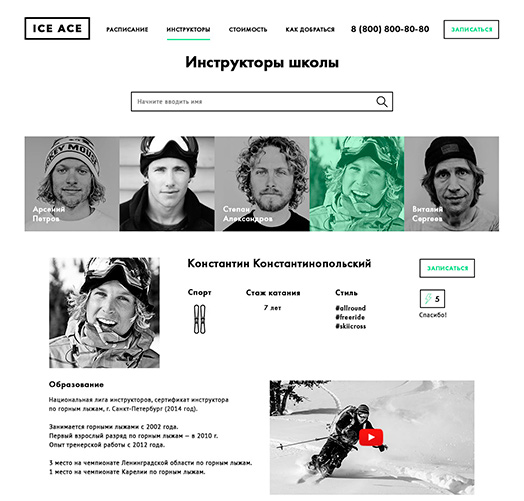 ICE ACE
РАСПИСАНИЕ
ИНСТРУКТОРЫ
СТОИМОСТЬ
КАК ДОБРАТЬСЯ
8 (800) 800-80-80
ЗАПИСАТЬСЯ
Инструкторы школы
Начните вводить имя
Арсений
Петров
Степан
Александров
Виталий
Сергеев
Константин Константинопольский
ЗАПИСАТЬСЯ
Спорт
Стаж катания
7 лет
Стиль
#allround
#freeride
#skiicross
5
Спасибо!
Образование
Национальная лига инструкторов, сертификат инструктора
по горным лыжам, г. Санкт-Петербург (2014 год).
Занимается горными лыжами с 2002 года.
Первый взрослый разряд по горным лыжам — в 2010 г.
Опыт тренерской работы с 2012 года.
3 место на чемпионате Ленинградской области по горным лыжам.
1 место на чемпионате Карелии по горным лыжам.